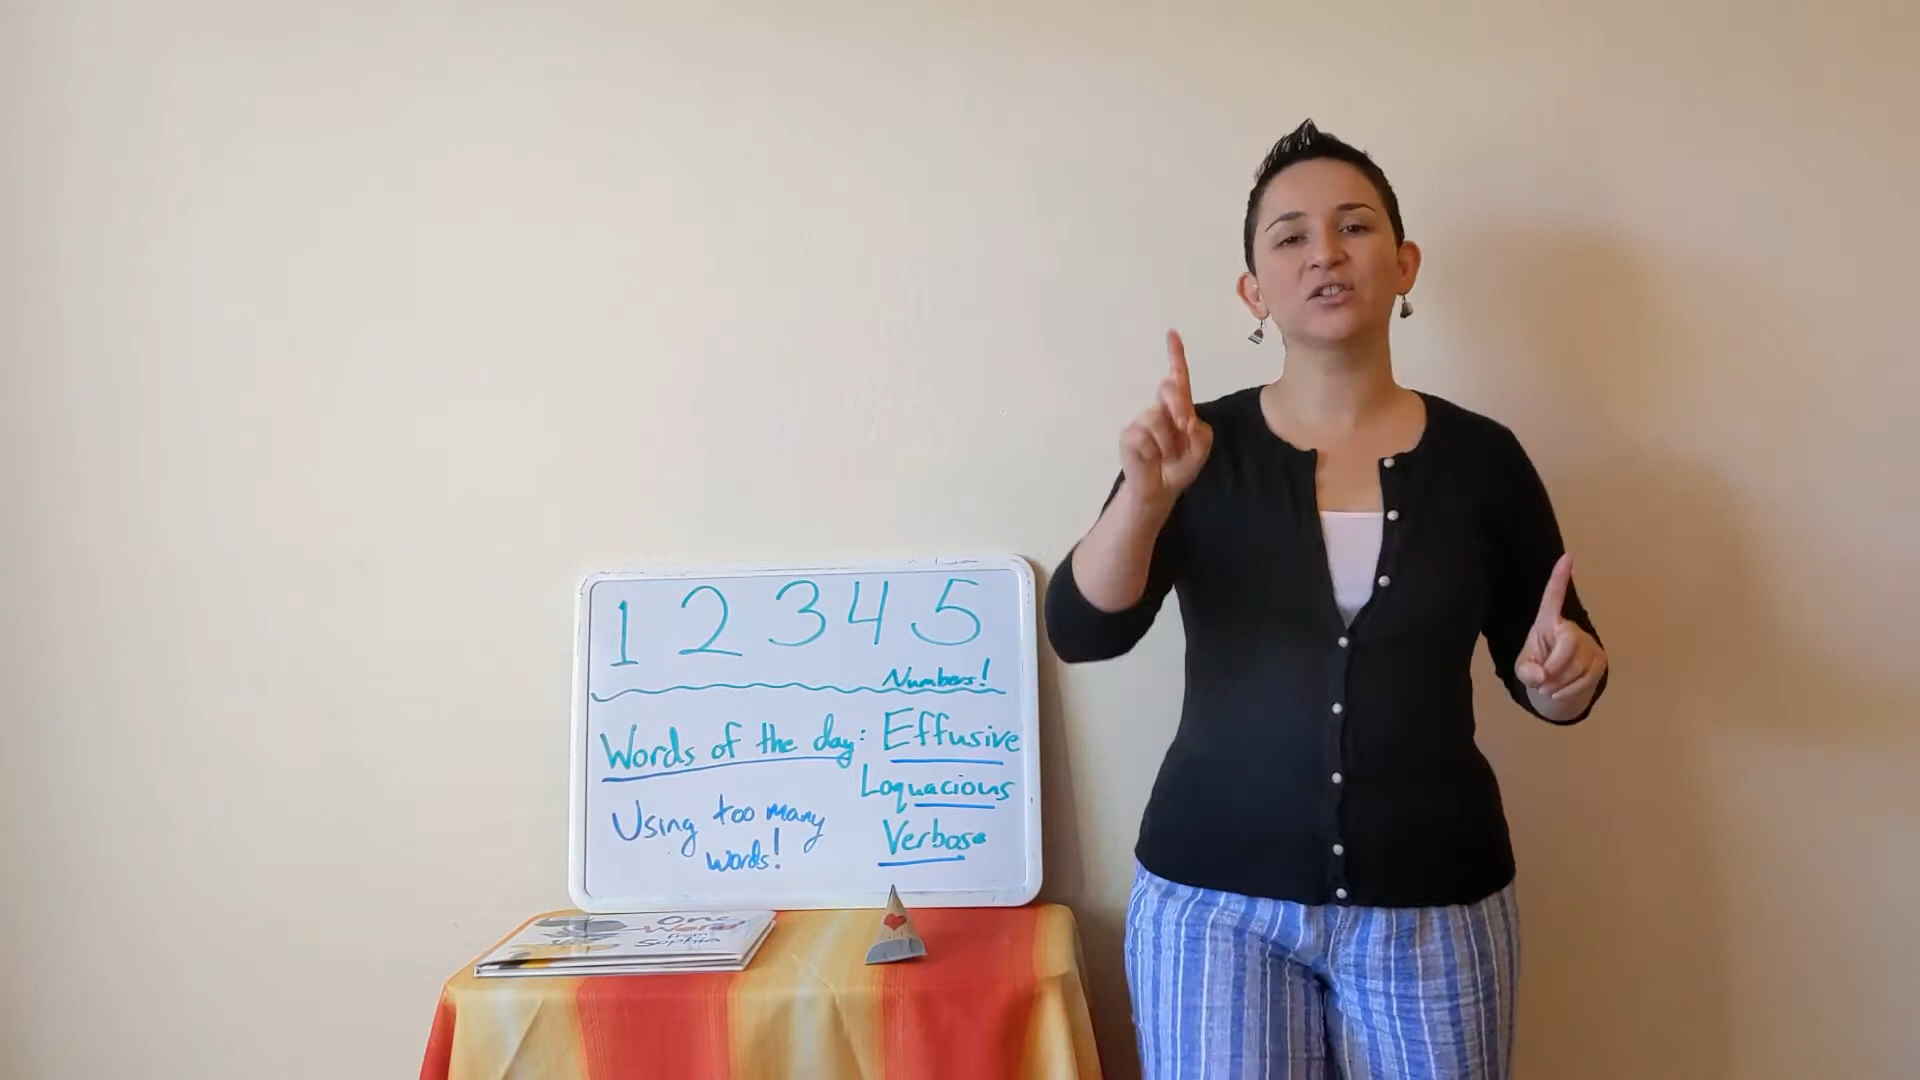 1 2 3 4 5
Numbers!
Words of the day: Effusive
Loquacious
Verbose
Using too many
words!
One
Word
from
Sophia